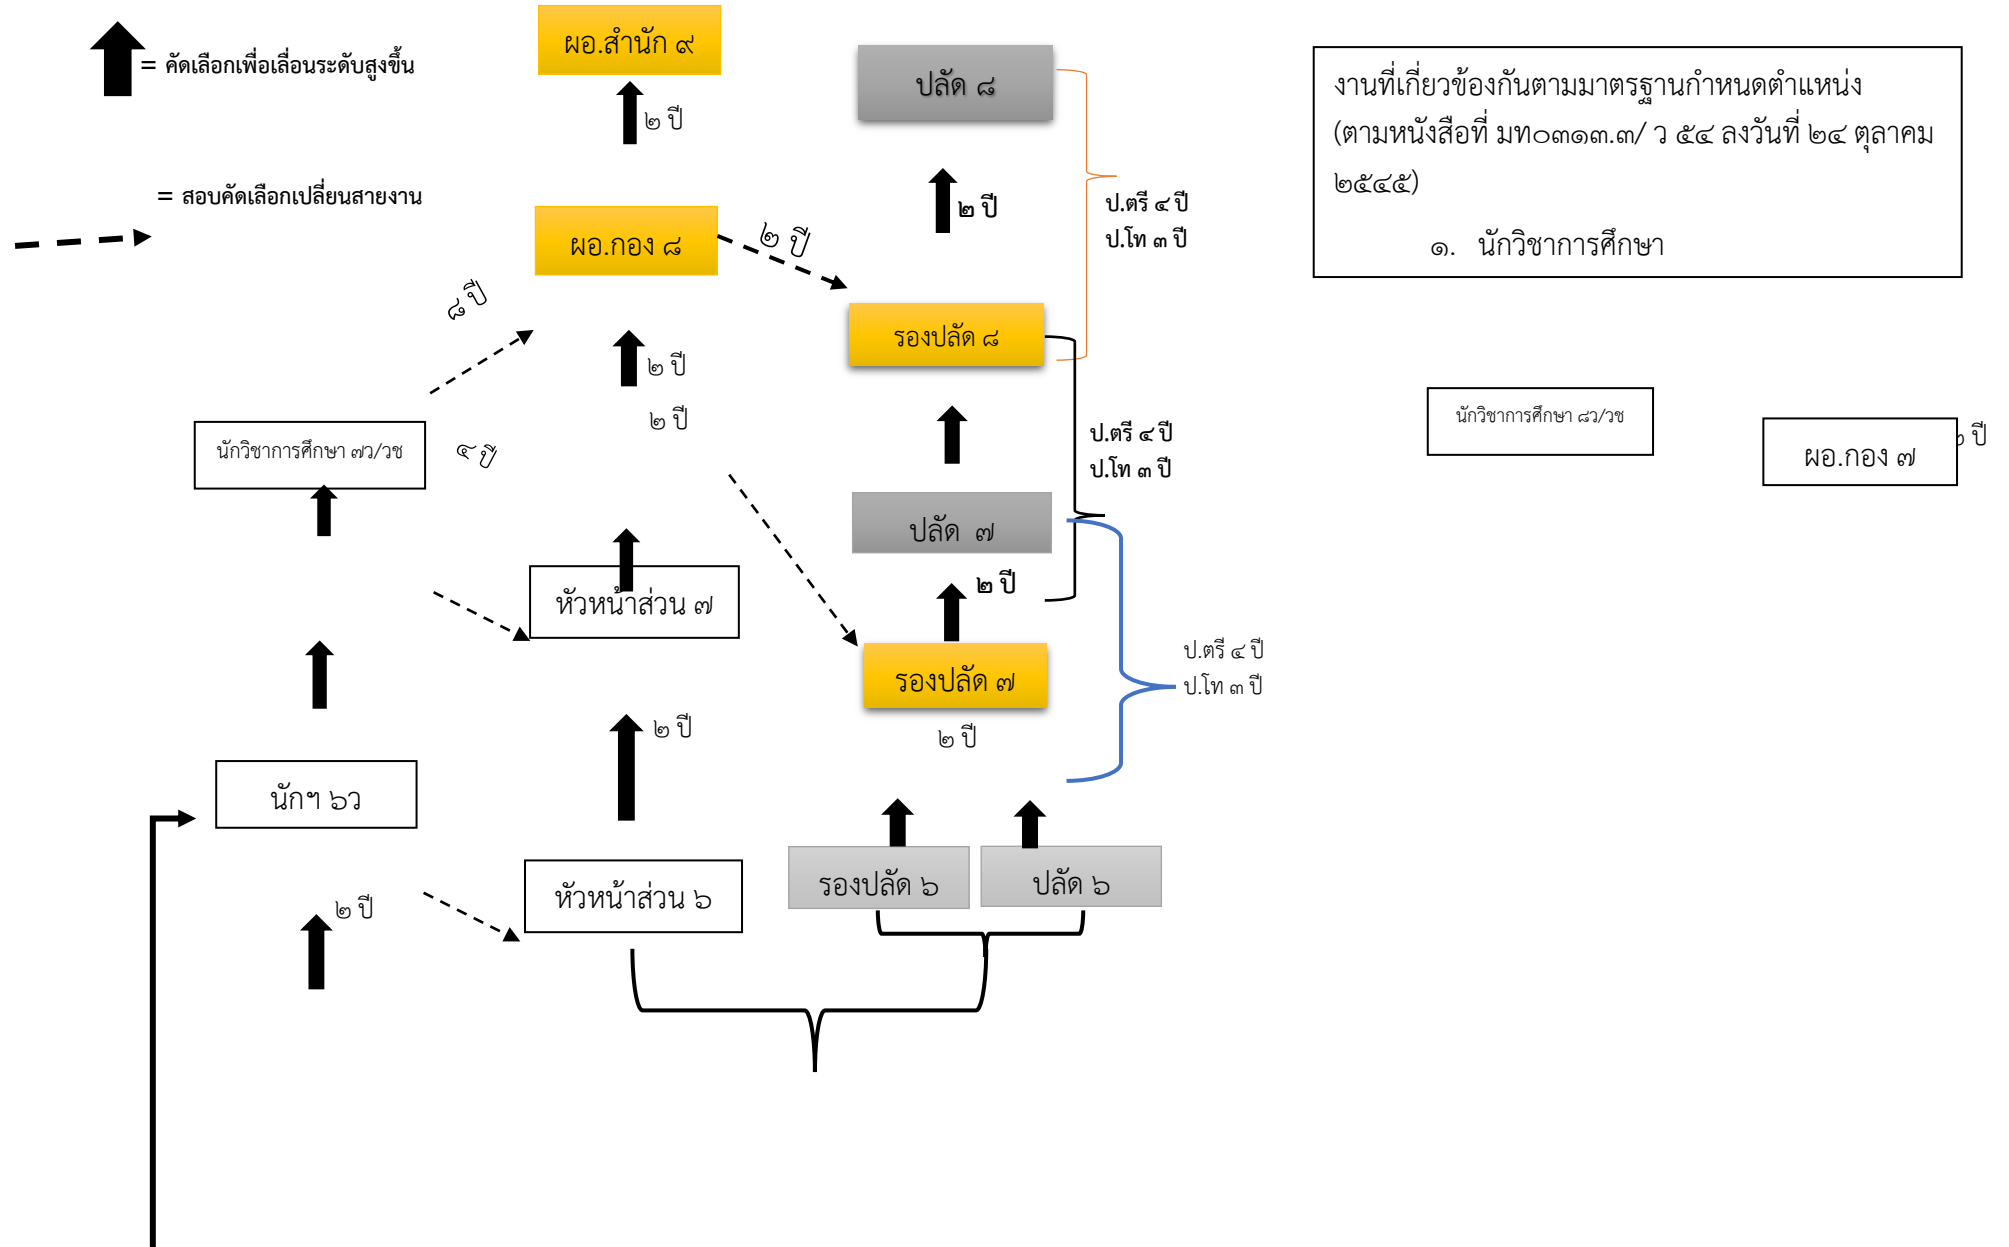 = คัดเลือกเพื่อเลื่อนระดับสูงขึ้น
= สอบคัดเลือกเปลี่ยนสายงาน
ผอ.สำนัก ๙
๒ ปี
ผอ.กอง ๘
๒ ปี
๘ ปี
๒ ปี
๒ ปี
นักวิชาการศึกษา ๗ว/วช
๔ ปี
หัวหน้าส่วน ๗
๒ ปี
นักฯ ๖ว
๒ ปี
หัวหน้าส่วน ๖
ปลัด ๘
๒ ปี
ป.ตรี ๔ ปี
ป.โท ๓ ปี
รองปลัด ๘
ป.ตรี ๔ ปี
ป.โท ๓ ปี
ปลัด ๗
๒ ปี
รองปลัด ๗
๒ ปี
ป.ตรี ๔ ปี
ป.โท ๓ ปี
รองปลัด ๖
ปลัด ๖
งานที่เกี่ยวข้องกันตามมาตรฐานกำหนดตำแหน่ง
(ตามหนังสือที่ มท๐๓๑๓.๓/ ว ๕๔ ลงวันที่ ๒๔ ตุลาคม
๒๕๔๕)
๑. นักวิชาการศึกษา
นักวิชาการศึกษา ๘ว/วช
ผอ.กอง ๗
๒ ปี